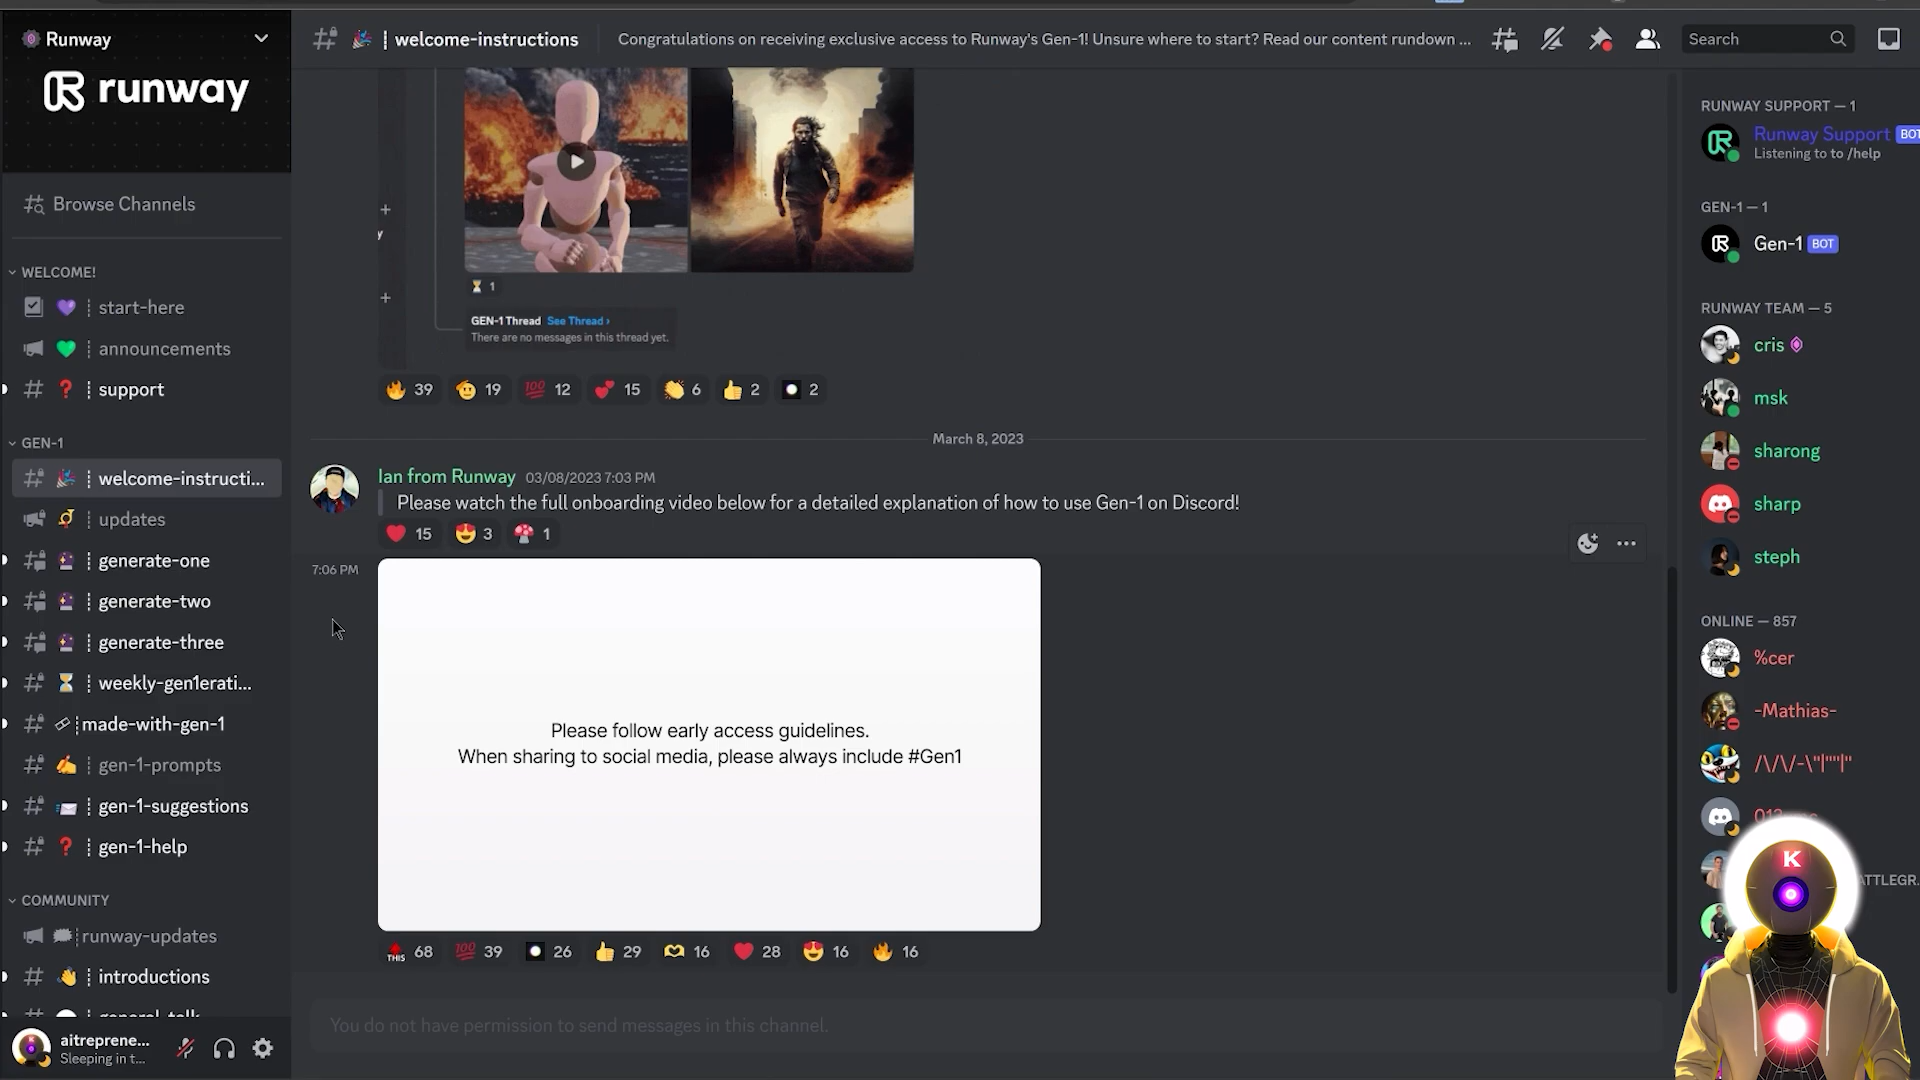 Runway
runway
Browse Channels
WELCOME!
start-here
announcements
support
GEN-1
welcome-instructi...
updates
generate-one
generate-two
generate-three
weekly-gen1erati...
made-with-gen-1
gen-1-prompts
gen-1-suggestions
gen-1-help
COMMUNITY
runway-updates
introductions
general-talk
aitreprene...
Sleeping in t...
welcome-instructions
Congratulations on receiving exclusive access to Runway's Gen-1! Unsure where to start? Read our content rundown ...
Search
y
1
GEN-1 Thread See Thread ›
There are no messages in this thread yet.
39 19 100 12 15 6 2 2
March 8, 2023
Ian from Runway 03/08/2023 7:03 PM
Please watch the full onboarding video below for a detailed explanation of how to use Gen-1 on Discord!
15 3 1
7:06 PM
Please follow early access guidelines.
When sharing to social media, please always include #Gen1
THIS 68 100 39 26 29 16 28 16 16
You do not have permission to send messages in this channel.
RUNWAY SUPPORT — 1
Runway Support BOT
Listening to to /help
GEN-1 — 1
Gen-1 BOT
RUNWAY TEAM — 5
cris
msk
sharong
sharp
steph
ONLINE — 857
%cer
-Mathias-
K